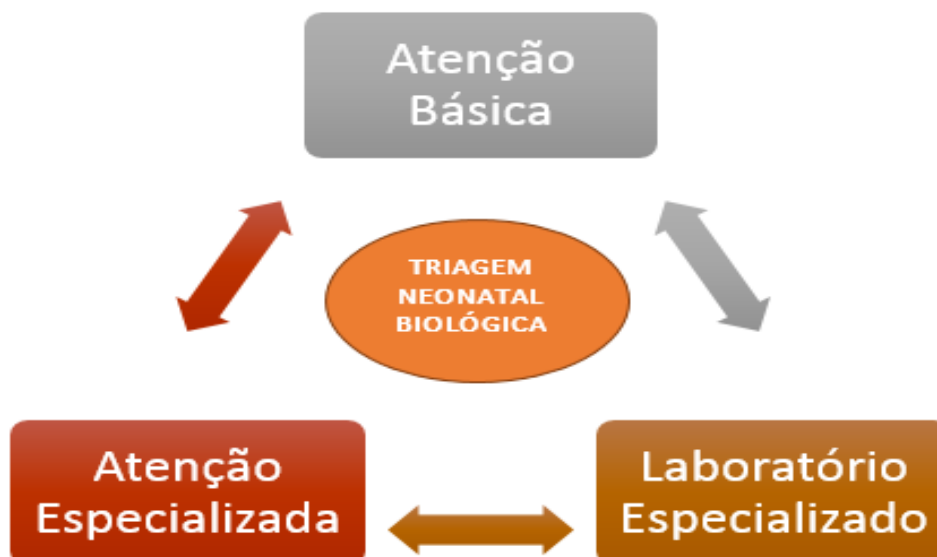 Atenção
Básica
TRIAGEM
NEONATAL
BIOLÓGICA
Atenção
Especializada
Laboratório
Especializado